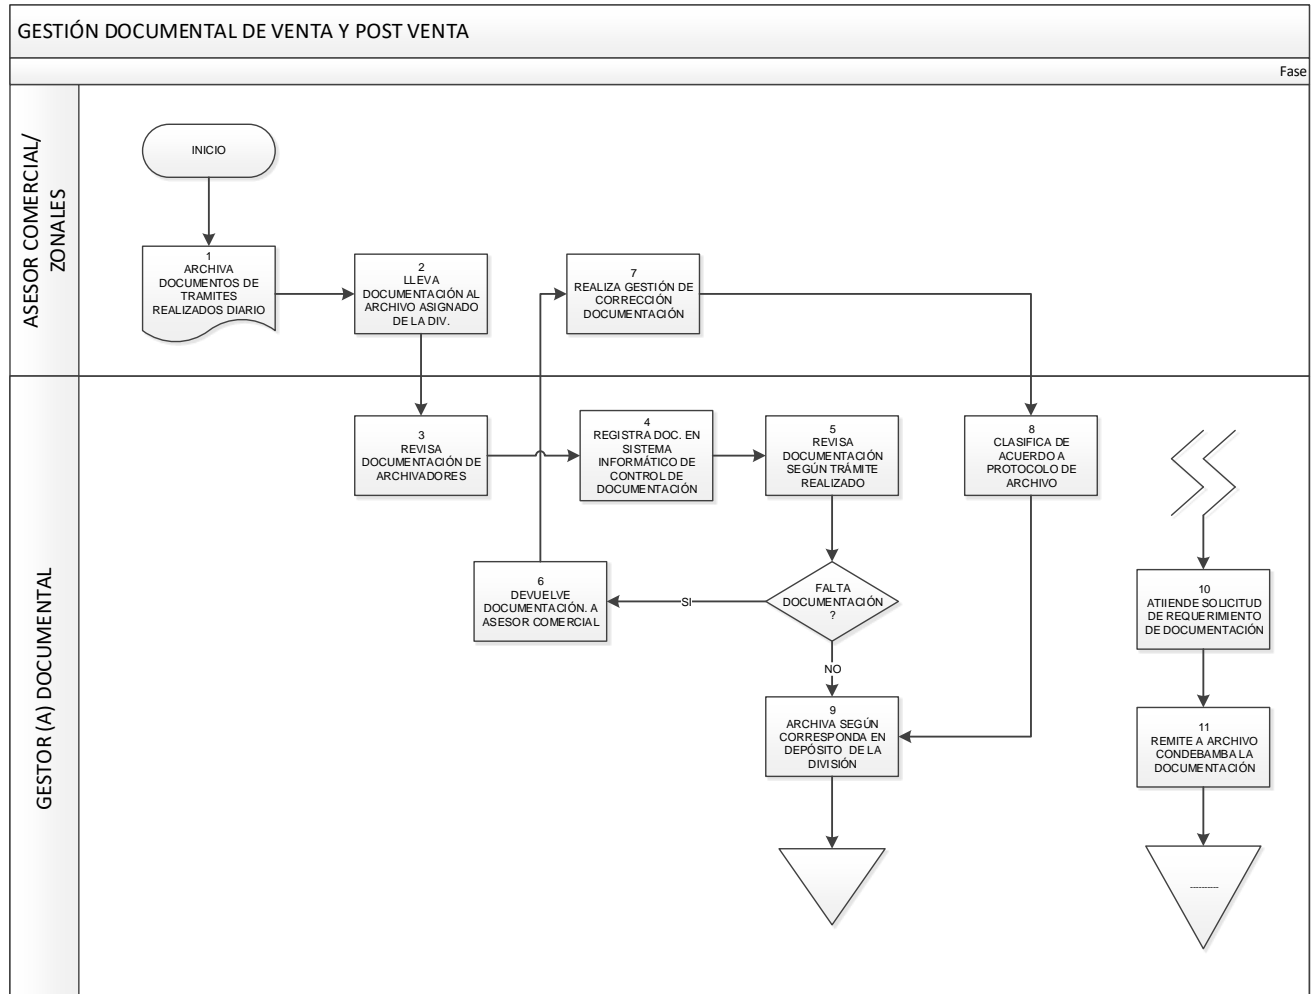 GESTIÓN DOCUMENTAL DE VENTA Y POST VENTA
Fase
ASESOR COMERCIAL/
ZONALES
INICIO
1
ARCHIVA
DOCUMENTOS DE
TRAMITES
REALIZADOS DIARIO
2
LLEVA
DOCUMENTACIÓN AL
ARCHIVO ASIGNADO
DE LA DIV.
7
REALIZA GESTIÓN DE
CORRECCIÓN
DOCUMENTACIÓN
GESTOR (A) DOCUMENTAL
3
REVISA
DOCUMENTACIÓN DE
ARCHIVADORES
4
REGISTRA DOC. EN
SISTEMA
INFORMÁTICO DE
CONTROL DE
DOCUMENTACIÓN
5
REVISA
DOCUMENTACIÓN
SEGÚN TRÁMITE
REALIZADO
8
CLASIFICA DE
ACUERDO A
PROTOCOLO DE
ARCHIVO
6
DEVUELVE
DOCUMENTACIÓN. A
ASESOR COMERCIAL
SI
FALTA
DOCUMENTACIÓN
?
NO
9
ARCHIVA SEGÚN
CORRESPONDA EN
DEPÓSITO DE LA
DIVISIÓN
10
ATIIENDE SOLICITUD
DE REQUERIMIENTO
DE DOCUMENTACIÓN
11
REMITE A ARCHIVO
CONDEBAMBA LA
DOCUMENTACIÓN
----------